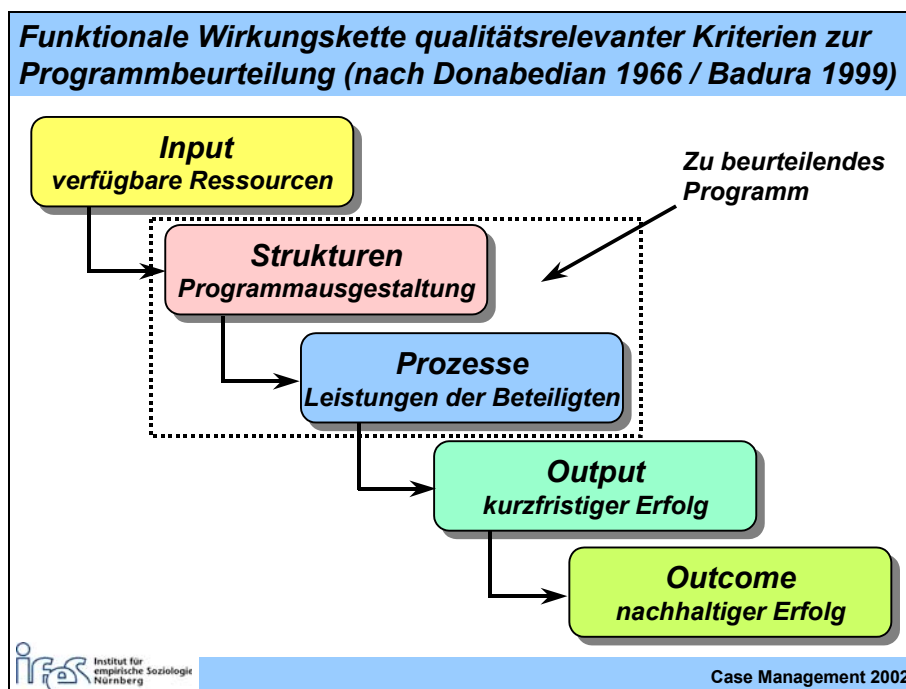 Funktionale Wirkungskette qualitätsrelevanter Kriterien zur
Programmbeurteilung (nach Donabedian 1966 / Badura 1999)
Input
verfügbare Ressourcen
Zu beurteilendes
Programm
Strukturen
Programmausgestaltung
Prozesse
Leistungen der Beteiligten
Output
kurzfristiger Erfolg
Outcome
nachhaltiger Erfolg
ifes
Institut für
empirische Soziologie
Nürnberg
Case Management 2002